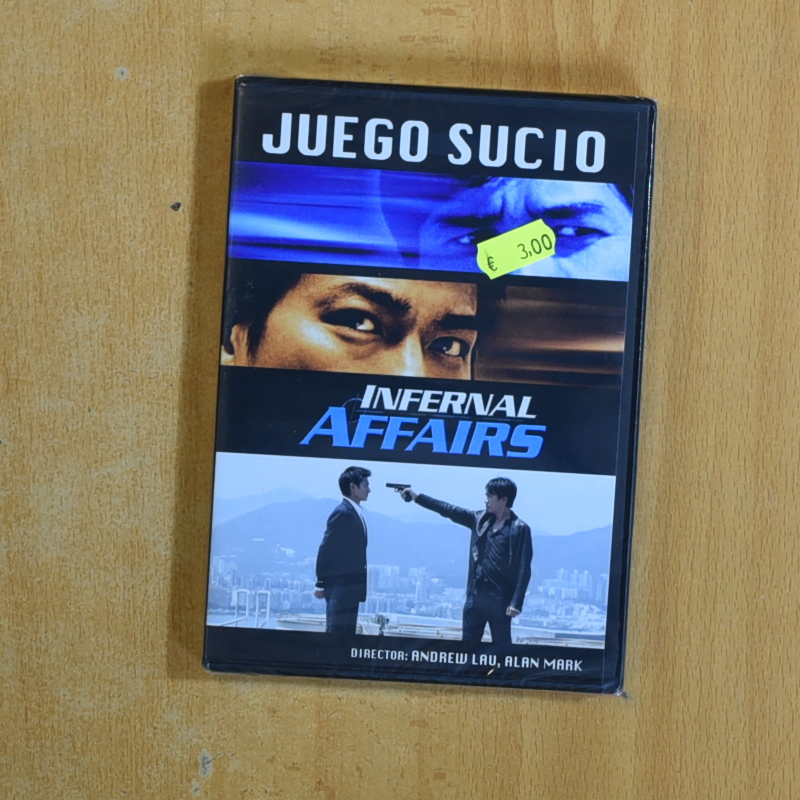 JUEGO SUCIO
€ 3,00
INFERNAL
AFFAIRS
DIRECTOR: ANDREW LAU, ALAN MARK